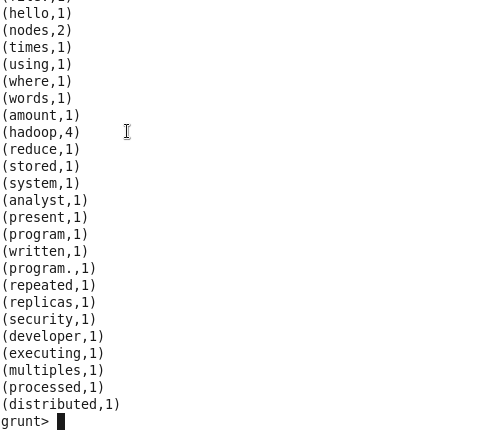 (hello,1)
(nodes,2)
(times,1)
(using,1)
(where,1)
(words,1)
(amount,1)
(hadoop,4)
(reduce,1)
(stored,1)
(system,1)
(analyst,1)
(present,1)
(program,1)
(written,1)
(program.,1)
(repeated,1)
(replicas,1)
(security,1)
(developer,1)
(executing,1)
(multiples,1)
(processed,1)
(distributed,1)
grunt>